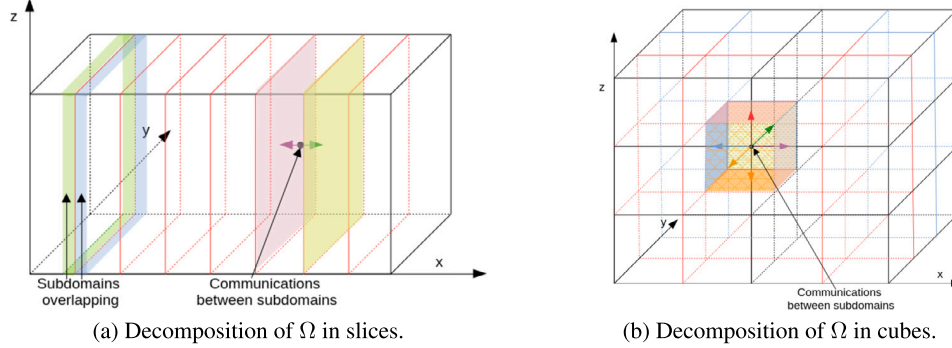 z
y
x
Subdomains
overlapping
Communications
between subdomains
(a) Decomposition of Ω in slices.
z
y
x
Communications
between subdomains
(b) Decomposition of Ω in cubes.